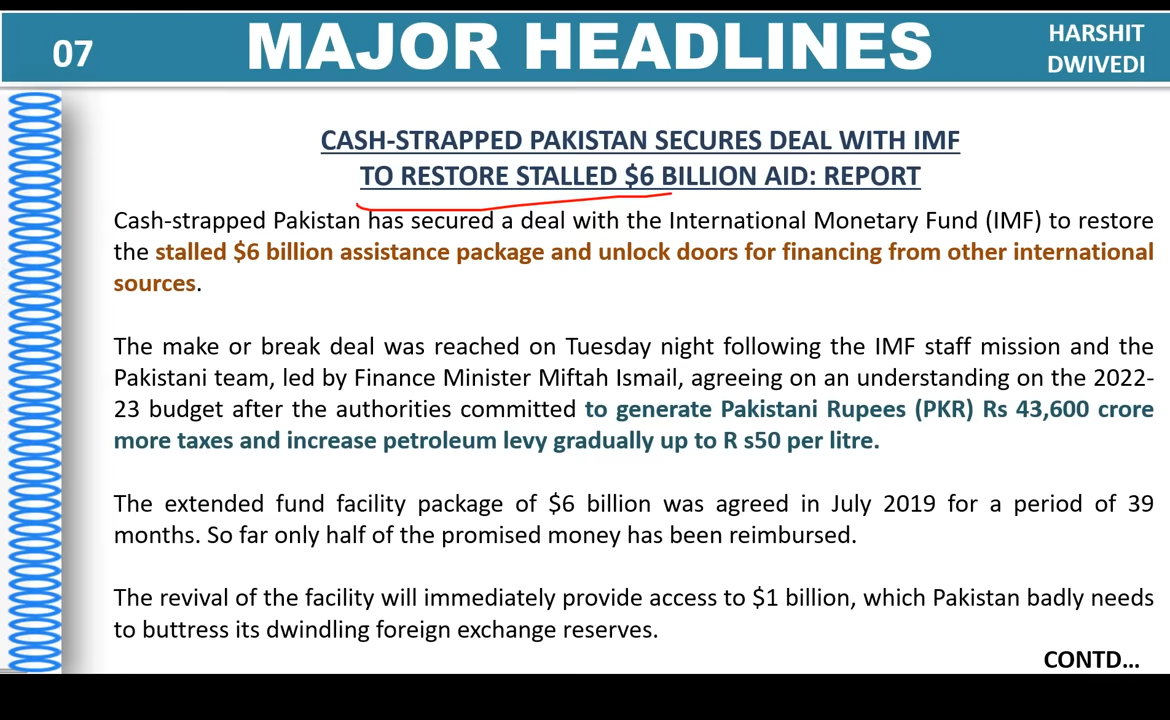 07
MAJOR HEADLINES
HARSHIT
DWIVEDI
CASH-STRAPPED PAKISTAN SECURES DEAL WITH IMF
TO RESTORE STALLED $6 BILLION AID: REPORT
Cash-strapped Pakistan has secured a deal with the International Monetary Fund (IMF) to restore
the stalled $6 billion assistance package and unlock doors for financing from other international
sources.
The make or break deal was reached on Tuesday night following the IMF staff mission and the
Pakistani team, led by Finance Minister Miftah Ismail, agreeing on an understanding on the 2022-
23 budget after the authorities committed to generate Pakistani Rupees (PKR) Rs 43,600 crore
more taxes and increase petroleum levy gradually up to R s50 per litre.
The extended fund facility package of $6 billion was agreed in July 2019 for a period of 39
months. So far only half of the promised money has been reimbursed.
The revival of the facility will immediately provide access to $1 billion, which Pakistan badly needs
to buttress its dwindling foreign exchange reserves.
CONTD...